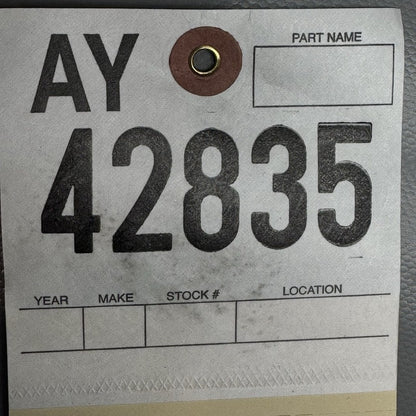 AY
PART NAME
42835
YEAR MAKE STOCK # LOCATION